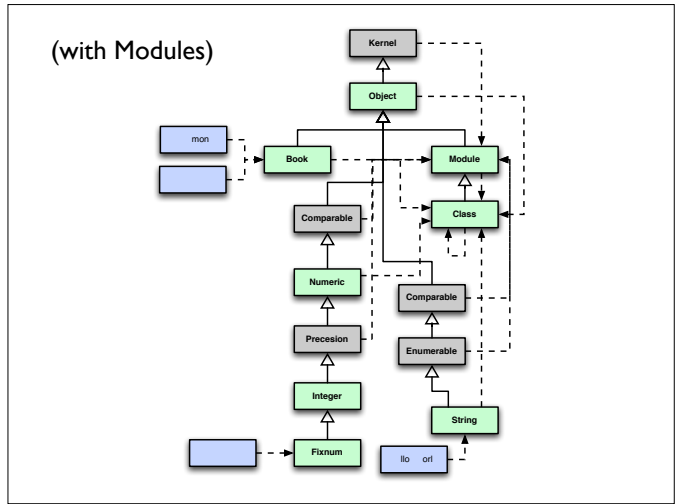 (with Modules)
Kernel
Object
mon
Book
Module
Comparable
Class
Numeric
Comparable
Precesion
Enumerable
Integer
String
Fixnum
llo orl